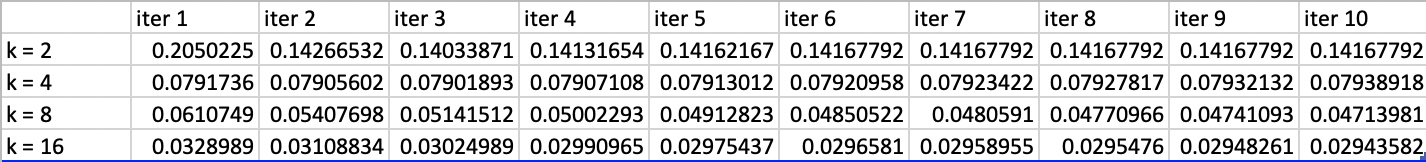 iter 1 iter 2 iter 3 iter 4 iter 5 iter 6 iter 7 iter 8 iter 9 iter 10
k = 2 0.2050225 0.14266532 0.14033871 0.14131654 0.14162167 0.14167792 0.14167792 0.14167792 0.14167792 0.14167792
k = 4 0.0791736 0.07905602 0.07901893 0.07907108 0.07913012 0.07920958 0.07923422 0.07927817 0.07932132 0.07938918
k = 8 0.0610749 0.05407698 0.05141512 0.05002293 0.04912823 0.04850522 0.0480591 0.04770966 0.04741093 0.04713981
k = 16 0.0328989 0.03108834 0.03024989 0.02990965 0.02975437 0.0296581 0.02958955 0.0295476 0.02948261 0.02943582